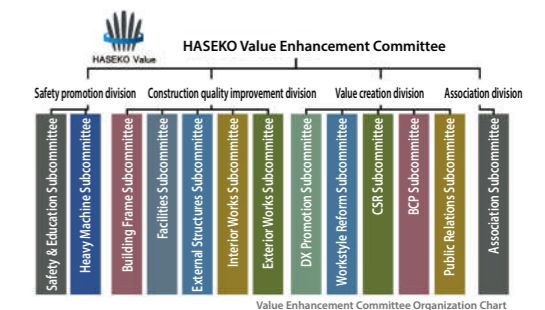 HASEKO Value
HASEKO Value Enhancement Committee
Safety promotion division
Construction quality improvement division
Value creation division
Association division
Safety & Education Subcommittee
Heavy Machine Subcommittee
Building Frame Subcommittee
Facilities Subcommittee
External Structures Subcommittee
Interior Works Subcommittee
Exterior Works Subcommittee
DX Promotion Subcommittee
Workstyle Reform Subcommittee
CSR Subcommittee
BCP Subcommittee
Public Relations Subcommittee
Association Subcommittee
Value Enhancement Committee Organization Chart